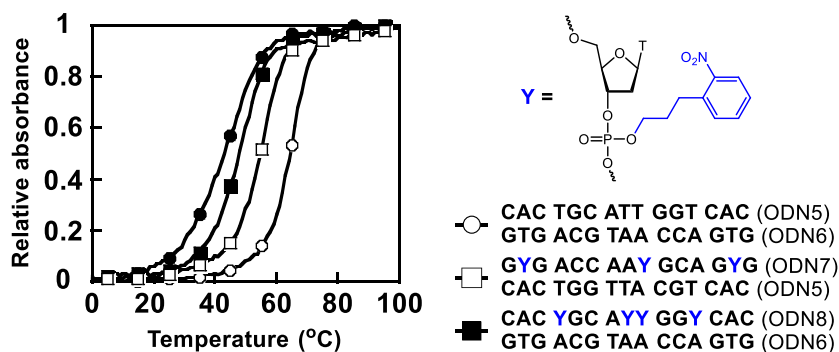 Relative absorbance
1
0.8
0.6
0.4
0.2
0
0 20 40 60 80 100
Temperature (°C)
O
O
T
O
O=P
O
O
O₂N
Y =
CAC TGC ATT GGT CAC (ODN5)
GTG ACG TAA CCA GTG (ODN6)
GYG ACC AAY GCA GYG (ODN7)
CAC TGG TTA CGT CAC (ODN5)
CAC YGC AYY GGY CAC (ODN8)
GTG ACG TAA CCA GTG (ODN6)